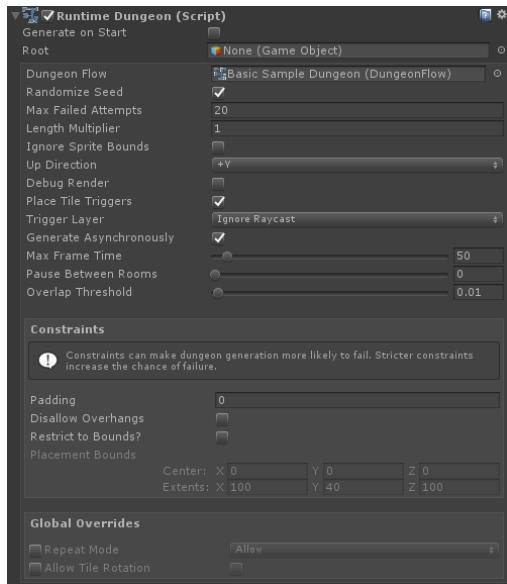 Runtime Dungeon (Script)
Generate on Start
Root None (Game Object)
Dungeon Flow Basic Sample Dungeon (DungeonFlow)
Randomize Seed
Max Failed Attempts 20
Length Multiplier 1
Ignore Sprite Bounds
Up Direction +Y
Debug Render
Place Tile Triggers
Trigger Layer Ignore Raycast
Generate Asynchronously
Max Frame Time 50
Pause Between Rooms 0
Overlap Threshold 0.01
Constraints
Constraints can make dungeon generation more likely to fail. Stricter constraints
increase the chance of failure.
Padding 0
Disallow Overhangs
Restrict to Bounds?
Placement Bounds
Center: X 0 Y 0 Z 0
Extents: X 100 Y 40 Z 100
Global Overrides
Repeat Mode Allow
Allow Tile Rotation